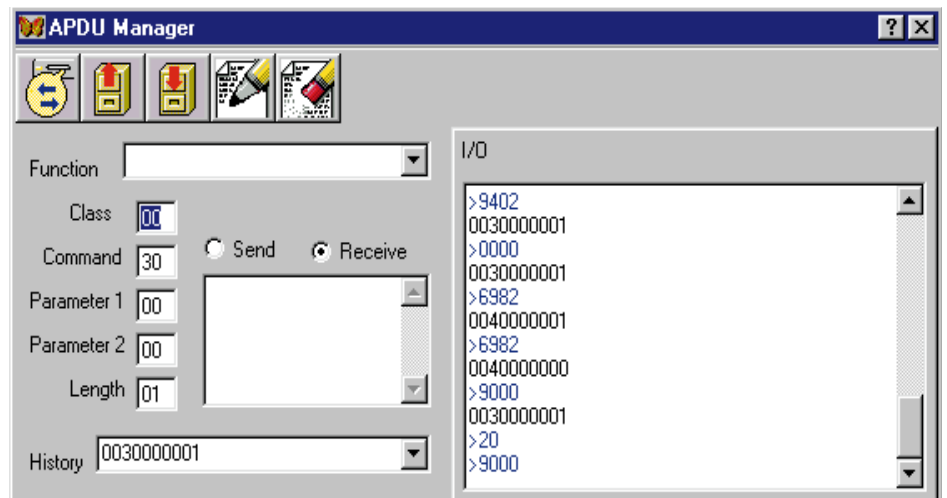 APDU Manager
Function
Class 00
Command 30
Send Receive
Parameter 1 00
Parameter 2 00
Length 01
History 0030000001
I/O
>9402
0030000001
>0000
0030000001
>6982
0040000001
>6982
0040000000
>9000
0030000001
>20
>9000